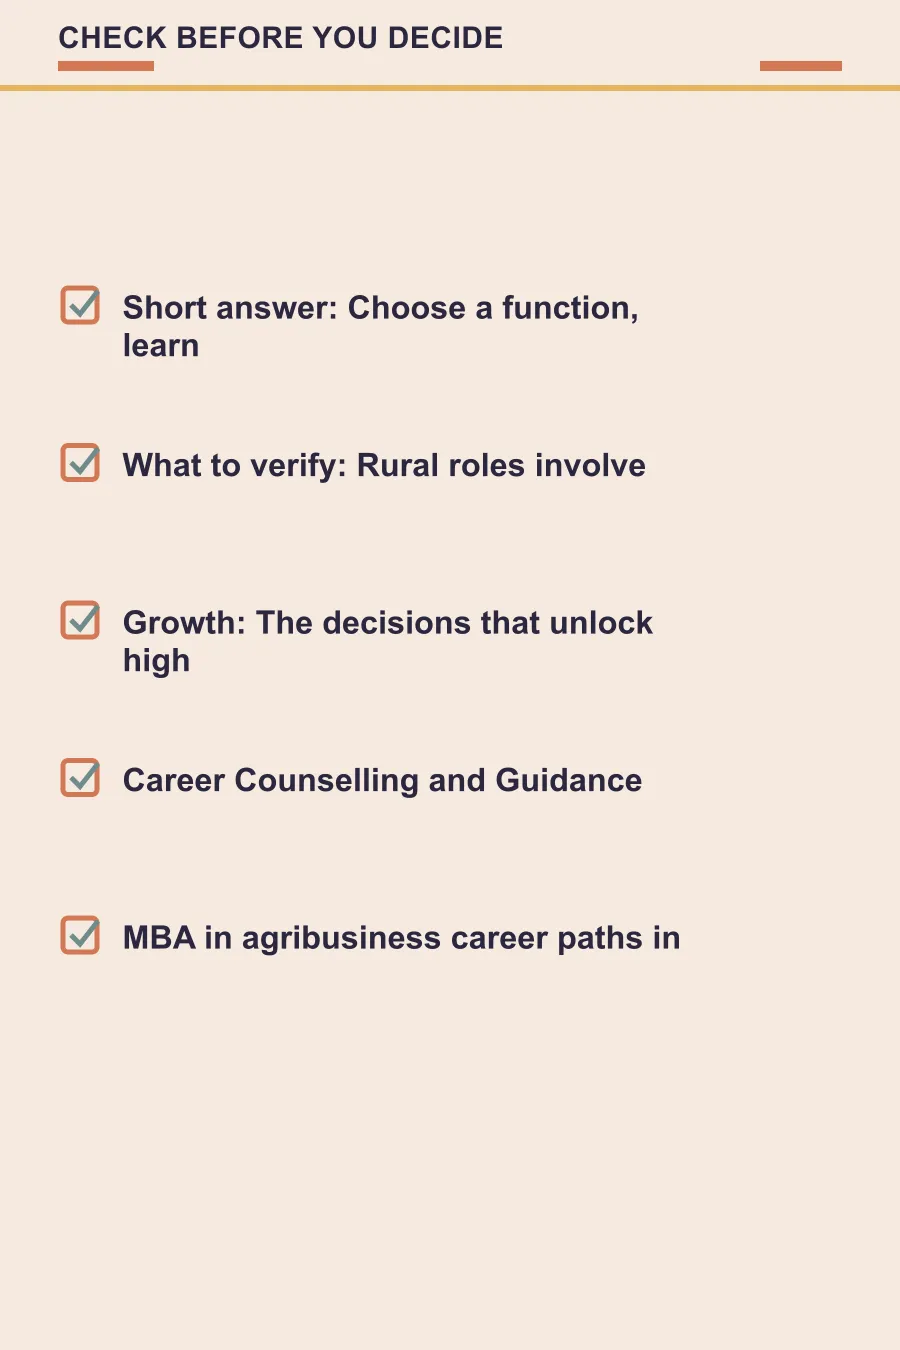 CHECK BEFORE YOU DECIDE
Short answer: Choose a function,
learn
What to verify: Rural roles involve
Growth: The decisions that unlock
high
Career Counselling and Guidance
MBA in agribusiness career paths in